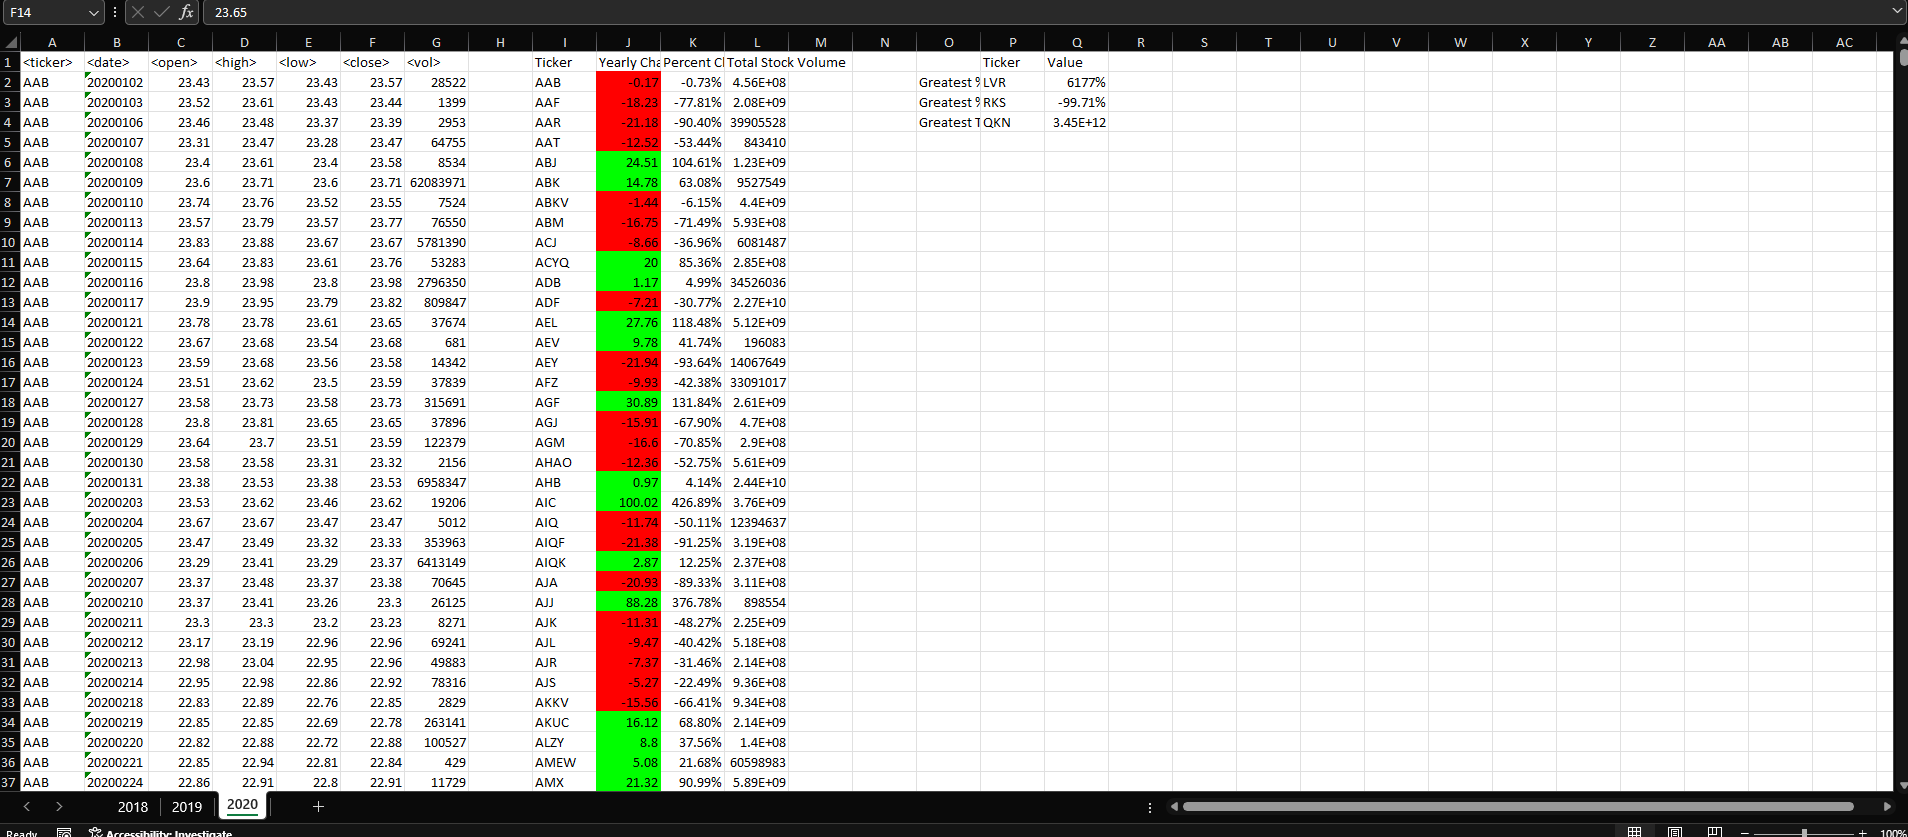 F14 fx 23.65
A B C D E F G H I J K L M N O P Q R S T U V W X Y Z AA AB AC
1 <ticker> <date> <open> <high> <low> <close> <vol> Ticker Yearly Cha Percent Cl Total Stock Volume Ticker Value
2 AAB 20200102 23.43 23.57 23.43 23.57 28522 AAB -0.17 -0.73% 4.56E+08 Greatest % LVR 6177%
3 AAB 20200103 23.52 23.61 23.43 23.44 1399 AAF -18.23 -77.81% 2.08E+09 Greatest % RKS -99.71%
4 AAB 20200106 23.46 23.48 23.37 23.39 2953 AAR -21.18 -90.40% 39905528 Greatest T QKN 3.45E+12
5 AAB 20200107 23.31 23.47 23.28 23.47 64755 AAT -12.52 -53.44% 843410
6 AAB 20200108 23.4 23.61 23.4 23.58 8534 ABJ 24.51 104.61% 1.23E+09
7 AAB 20200109 23.6 23.71 23.6 23.71 62083971 ABK 14.78 63.08% 9527549
8 AAB 20200110 23.74 23.76 23.52 23.55 7524 ABKV -1.44 -6.15% 4.4E+09
9 AAB 20200113 23.57 23.79 23.57 23.77 76550 ABM -16.75 -71.49% 5.93E+08
10 AAB 20200114 23.83 23.88 23.67 23.67 5781390 ACJ -8.66 -36.96% 6081487
11 AAB 20200115 23.64 23.83 23.61 23.76 53283 ACYQ 20 85.36% 2.85E+08
12 AAB 20200116 23.8 23.98 23.8 23.98 2796350 ADB 1.17 4.99% 34526036
13 AAB 20200117 23.9 23.95 23.79 23.82 809847 ADF -7.21 -30.77% 2.27E+10
14 AAB 20200121 23.78 23.78 23.61 23.65 37674 AEL 27.76 118.48% 5.12E+09
15 AAB 20200122 23.67 23.68 23.54 23.68 681 AEV 9.78 41.74% 196083
16 AAB 20200123 23.59 23.68 23.56 23.58 14342 AEY -21.94 -93.64% 14067649
17 AAB 20200124 23.51 23.62 23.5 23.59 37839 AFZ -9.93 -42.38% 33091017
18 AAB 20200127 23.58 23.73 23.58 23.73 315691 AGF 30.89 131.84% 2.61E+09
19 AAB 20200128 23.8 23.81 23.65 23.65 37896 AGJ -15.91 -67.90% 4.7E+08
20 AAB 20200129 23.64 23.7 23.51 23.59 122379 AGM -16.6 -70.85% 2.9E+08
21 AAB 20200130 23.58 23.58 23.31 23.32 2156 AHAO -12.36 -52.75% 5.61E+09
22 AAB 20200131 23.38 23.53 23.38 23.53 6958347 AHB 0.97 4.14% 2.44E+10
23 AAB 20200203 23.53 23.62 23.46 23.62 19206 AIC 100.02 426.89% 3.76E+09
24 AAB 20200204 23.67 23.67 23.47 23.47 5012 AIQ -11.74 -50.11% 12394637
25 AAB 20200205 23.47 23.49 23.32 23.33 353963 AIQF -21.38 -91.25% 3.19E+08
26 AAB 20200206 23.29 23.41 23.29 23.37 6413149 AIQK 2.87 12.25% 2.37E+08
27 AAB 20200207 23.37 23.48 23.37 23.38 70645 AJA -20.93 -89.33% 3.11E+08
28 AAB 20200210 23.37 23.41 23.26 23.3 26125 AJJ 88.28 376.78% 898554
29 AAB 20200211 23.3 23.3 23.2 23.23 8271 AJK -11.31 -48.27% 2.25E+09
30 AAB 20200212 23.17 23.19 22.96 22.96 69241 AJL -9.47 -40.42% 5.18E+08
31 AAB 20200213 22.98 23.04 22.95 22.96 49883 AJR -7.37 -31.46% 2.14E+08
32 AAB 20200214 22.95 22.98 22.86 22.92 78316 AJS -5.27 -22.49% 9.36E+08
33 AAB 20200218 22.83 22.89 22.76 22.85 2829 AKKV -15.56 -66.41% 9.34E+08
34 AAB 20200219 22.85 22.85 22.69 22.78 263141 AKUC 16.12 68.80% 2.14E+09
35 AAB 20200220 22.82 22.88 22.72 22.88 100527 ALZY 8.8 37.56% 1.4E+08
36 AAB 20200221 22.85 22.94 22.81 22.84 429 AMEW 5.08 21.68% 60598983
37 AAB 20200224 22.86 22.91 22.8 22.91 11729 AMX 21.32 90.99% 5.89E+09
2018 2019 2020
Ready Accessibility: Investigate 100%